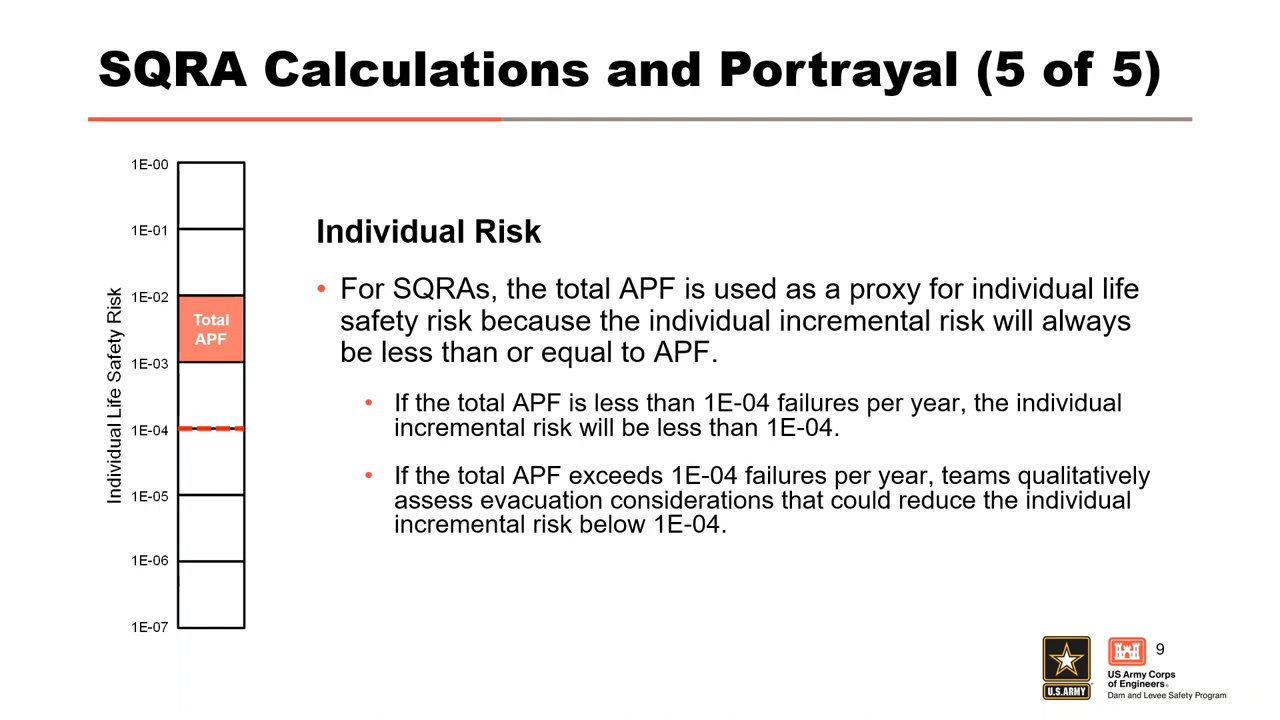 SQRA Calculations and Portrayal (5 of 5)
1E-00
1E-01
1E-02
1E-03
1E-04
1E-05
1E-06
1E-07
Individual Life Safety Risk
Total
APF
Individual Risk
• For SQRAs, the total APF is used as a proxy for individual life
safety risk because the individual incremental risk will always
be less than or equal to APF.
• If the total APF is less than 1E-04 failures per year, the individual
incremental risk will be less than 1E-04.
• If the total APF exceeds 1E-04 failures per year, teams qualitatively
assess evacuation considerations that could reduce the individual
incremental risk below 1E-04.
U.S.ARMY
US Army Corps
of Engineers®
Dam and Levee Safety Program
9